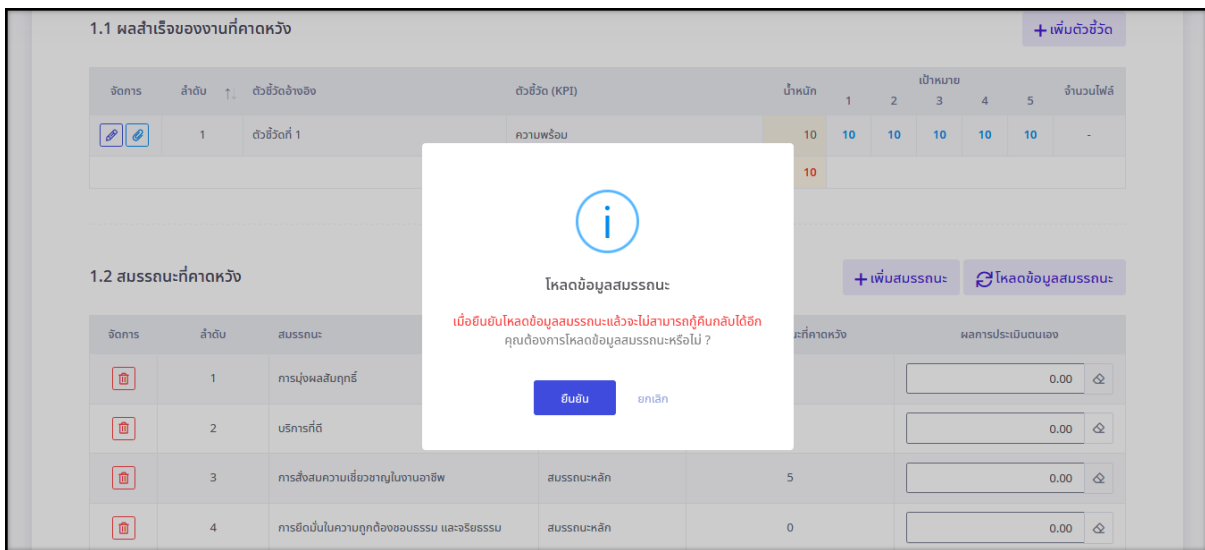 1.1 ผลสำเร็จของงานที่คาดหวัง
+ เพิ่มตัวชี้วัด
จัดการ ลำดับ ตัวชี้วัดอ้างอิง ตัวชี้วัด (KPI) น้ำหนัก เป้าหมาย จำนวนไฟล์
1 2 3 4 5
1 ตัวชี้วัดที่ 1 ความพร้อม 10 10 10 10 10 10 -
10
โหลดข้อมูลสมรรถนะ
เมื่อยืนยันโหลดข้อมูลสมรรถนะแล้วจะไม่สามารถกู้คืนกลับได้อีก
คุณต้องการโหลดข้อมูลสมรรถนะหรือไม่ ?
ยืนยัน ยกเลิก
1.2 สมรรถนะที่คาดหวัง
+ เพิ่มสมรรถนะ โหลดข้อมูลสมรรถนะ
จัดการ ลำดับ สมรรถนะ ที่คาดหวัง ผลการประเมินตนเอง
1 การมุ่งผลสัมฤทธิ์ 0.00
2 บริการที่ดี 0.00
3 การสั่งสมความเชี่ยวชาญในงานอาชีพ สมรรถนะหลัก 5 0.00
4 การยึดมั่นในความถูกต้องชอบธรรม และจริยธรรม สมรรถนะหลัก 0 0.00